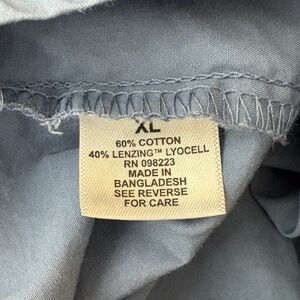 XL
60% COTTON
40% LENZING™ LYOCELL
RN 098223
MADE IN
BANGLADESH
SEE REVERSE
FOR CARE